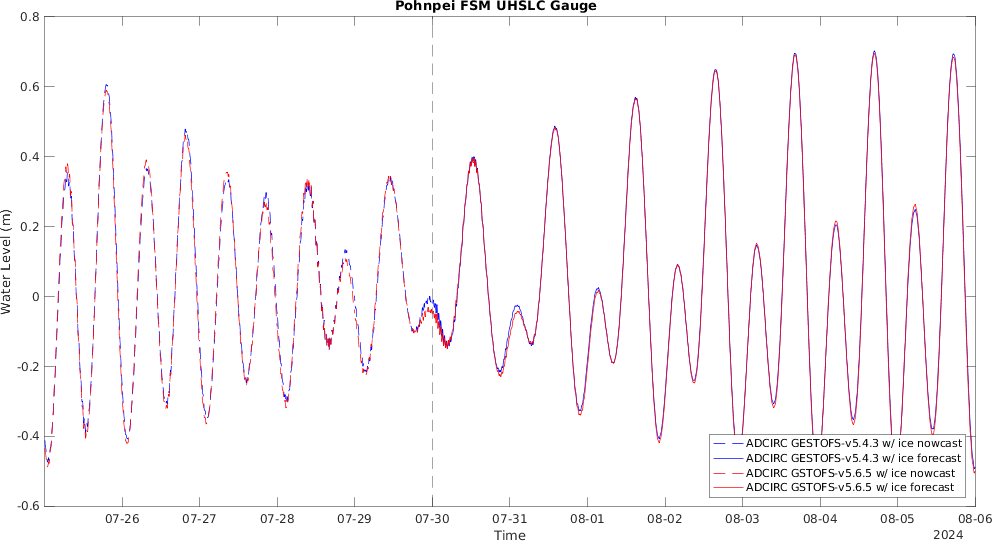 Pohnpei FSM UHSLC Gauge
Water Level (m)
0.8
0.6
0.4
0.2
0
-0.2
-0.4
-0.6
ADCIRC GESTOFS-v5.4.3 w/ ice nowcast
ADCIRC GESTOFS-v5.4.3 w/ ice forecast
ADCIRC GSTOFS-v5.6.5 w/ ice nowcast
ADCIRC GSTOFS-v5.6.5 w/ ice forecast
07-26 07-27 07-28 07-29 07-30 07-31 08-01 08-02 08-03 08-04 08-05 08-06
Time
2024